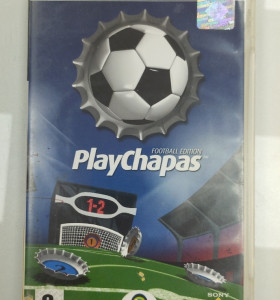 FOOTBALL EDITION
PlayChapas
1-2
SONY